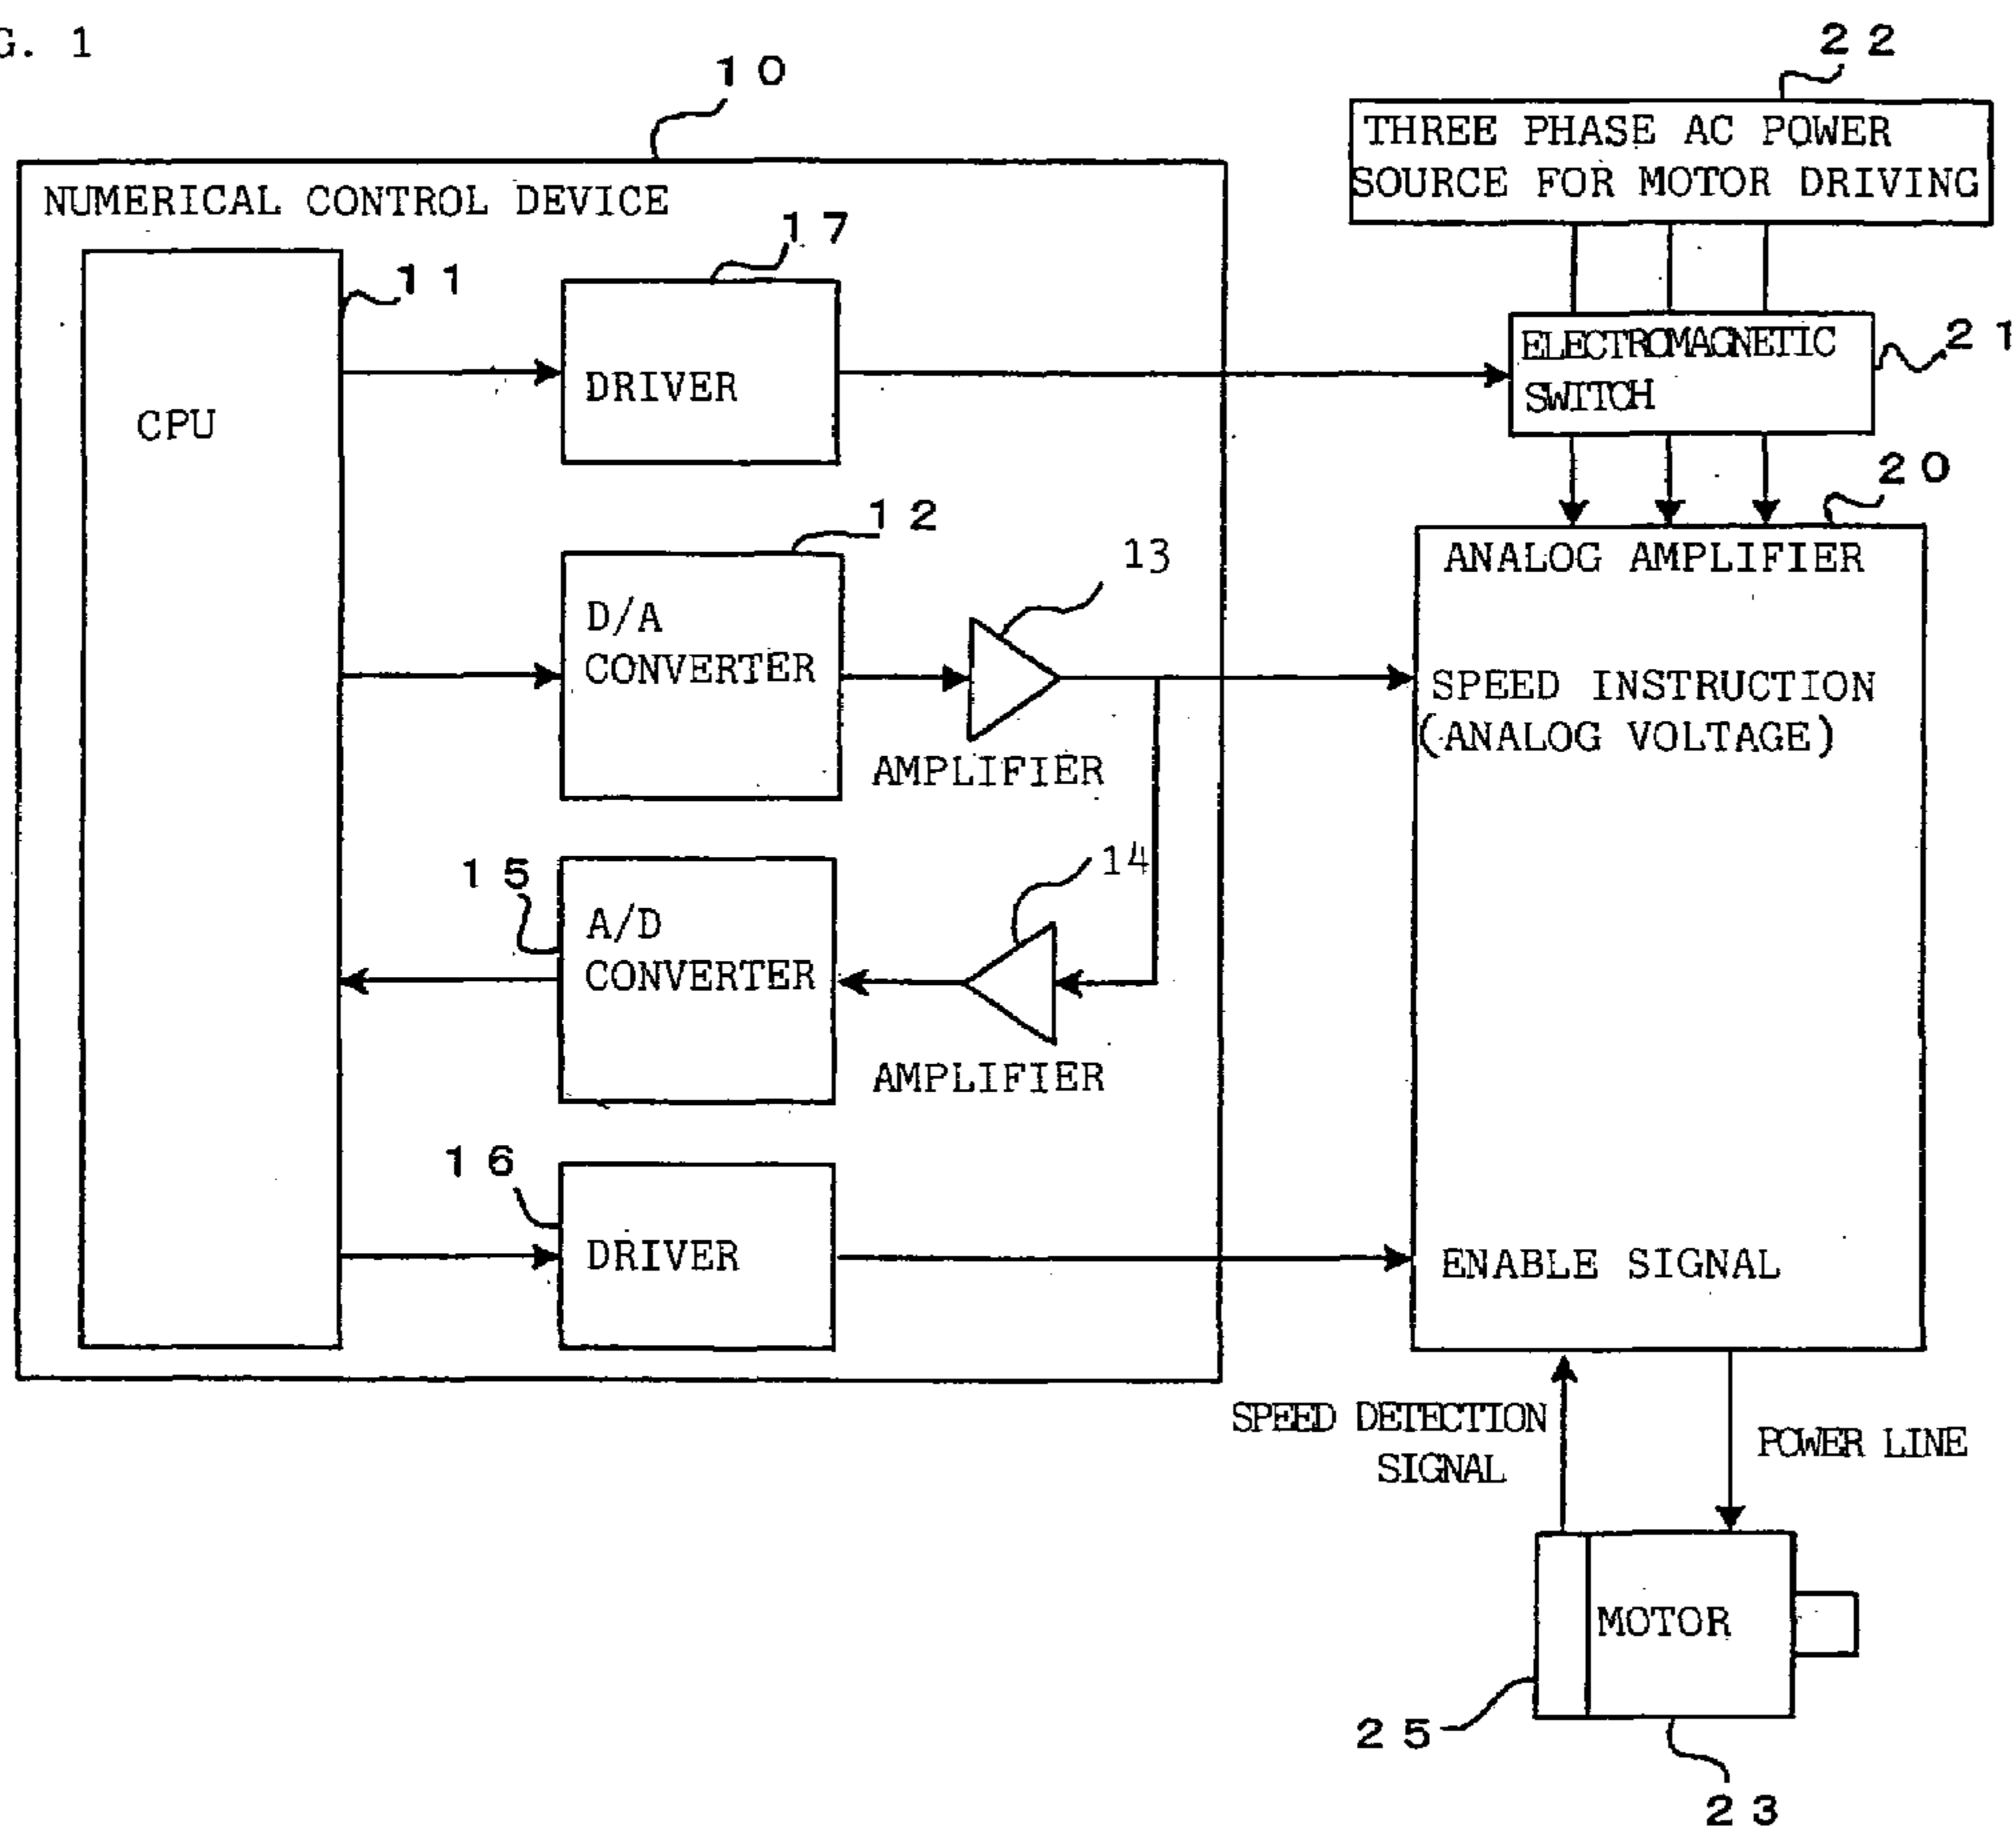 G. 1
22
10
THREE PHASE AC POWER
SOURCE FOR MOTOR DRIVING
NUMERICAL CONTROL DEVICE
17
11
ELECTROMAGNETIC
SWITCH
21
DRIVER
CPU
20
12
13
ANALOG AMPLIFIER
D/A
CONVERTER
SPEED INSTRUCTION
(ANALOG VOLTAGE)
AMPLIFIER
15
14
A/D
CONVERTER
AMPLIFIER
16
DRIVER
ENABLE SIGNAL
SPEED DETECTION
SIGNAL
POWER LINE
MOTOR
25
23